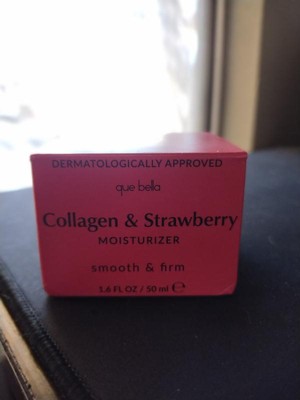 DERMATOLOGICALLY APPROVED
que bella
Collagen & Strawberry
MOISTURIZER
smooth & firm
1.6 FL OZ / 50 ml ℮